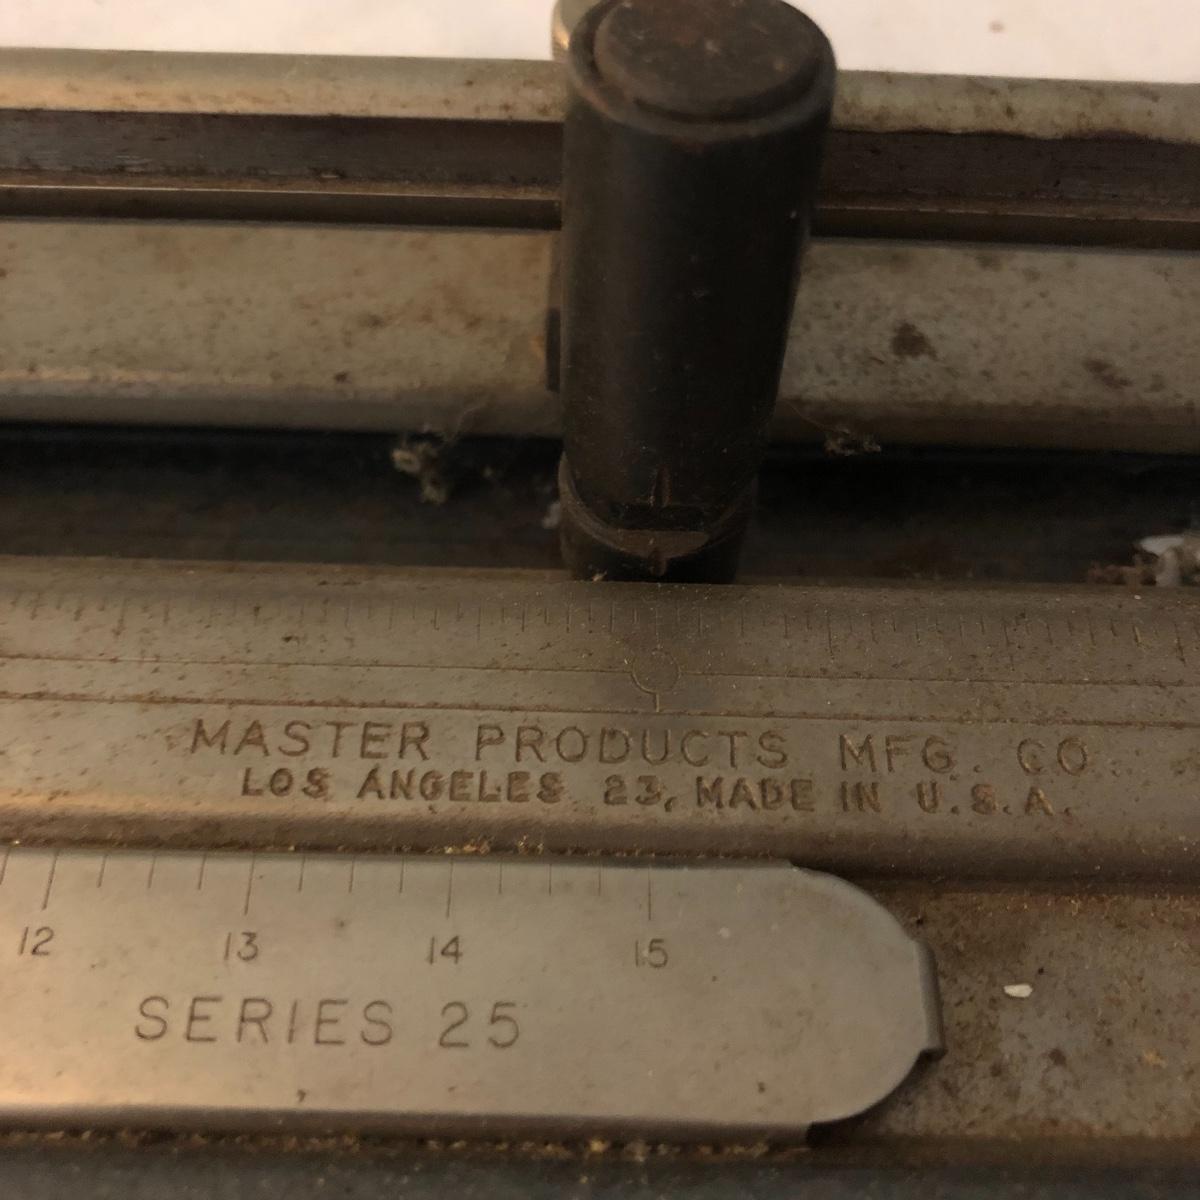 MASTER PRODUCTS MFG. CO.
LOS ANGELES 23, MADE IN U.S.A.
12 13 14 15
SERIES 25